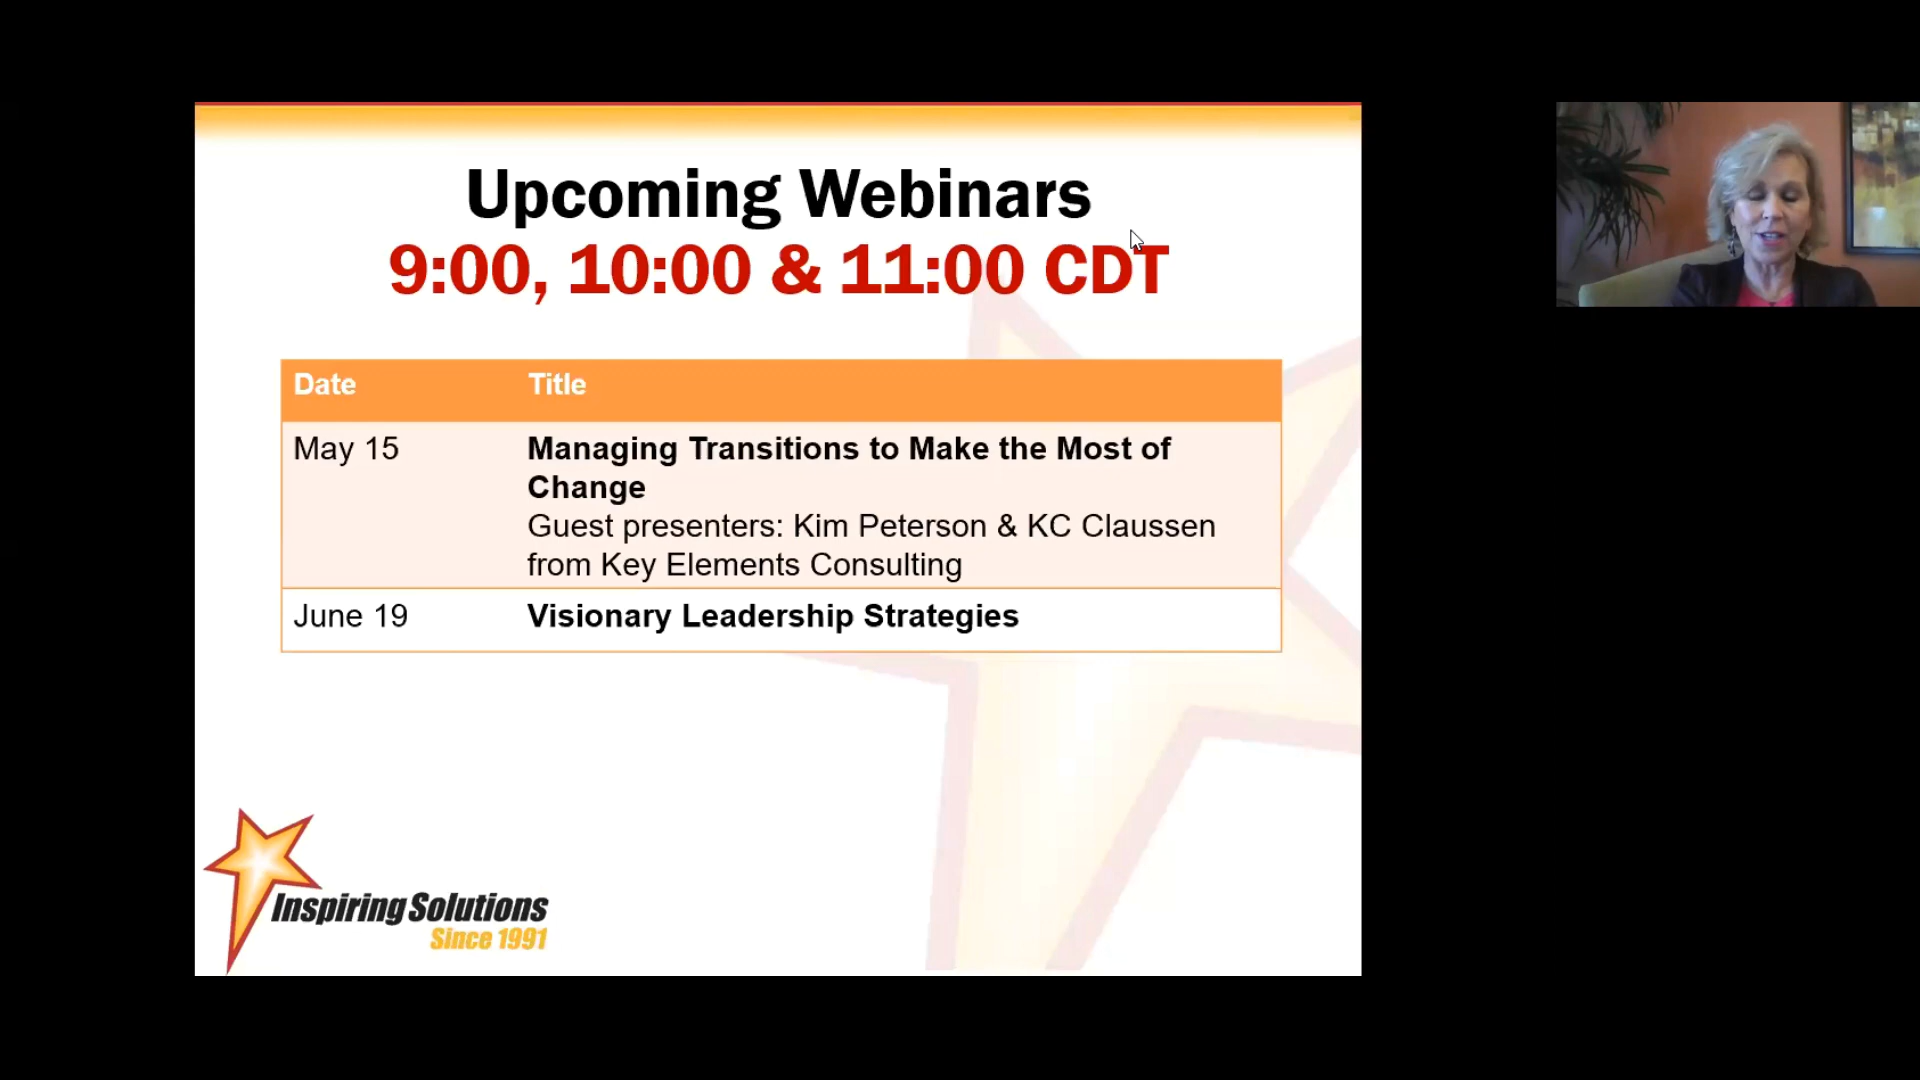 Upcoming Webinars
9:00, 10:00 & 11:00 CDT
Date Title
May 15 Managing Transitions to Make the Most of
Change
Guest presenters: Kim Peterson & KC Claussen
from Key Elements Consulting
June 19 Visionary Leadership Strategies
Inspiring Solutions
Since 1991